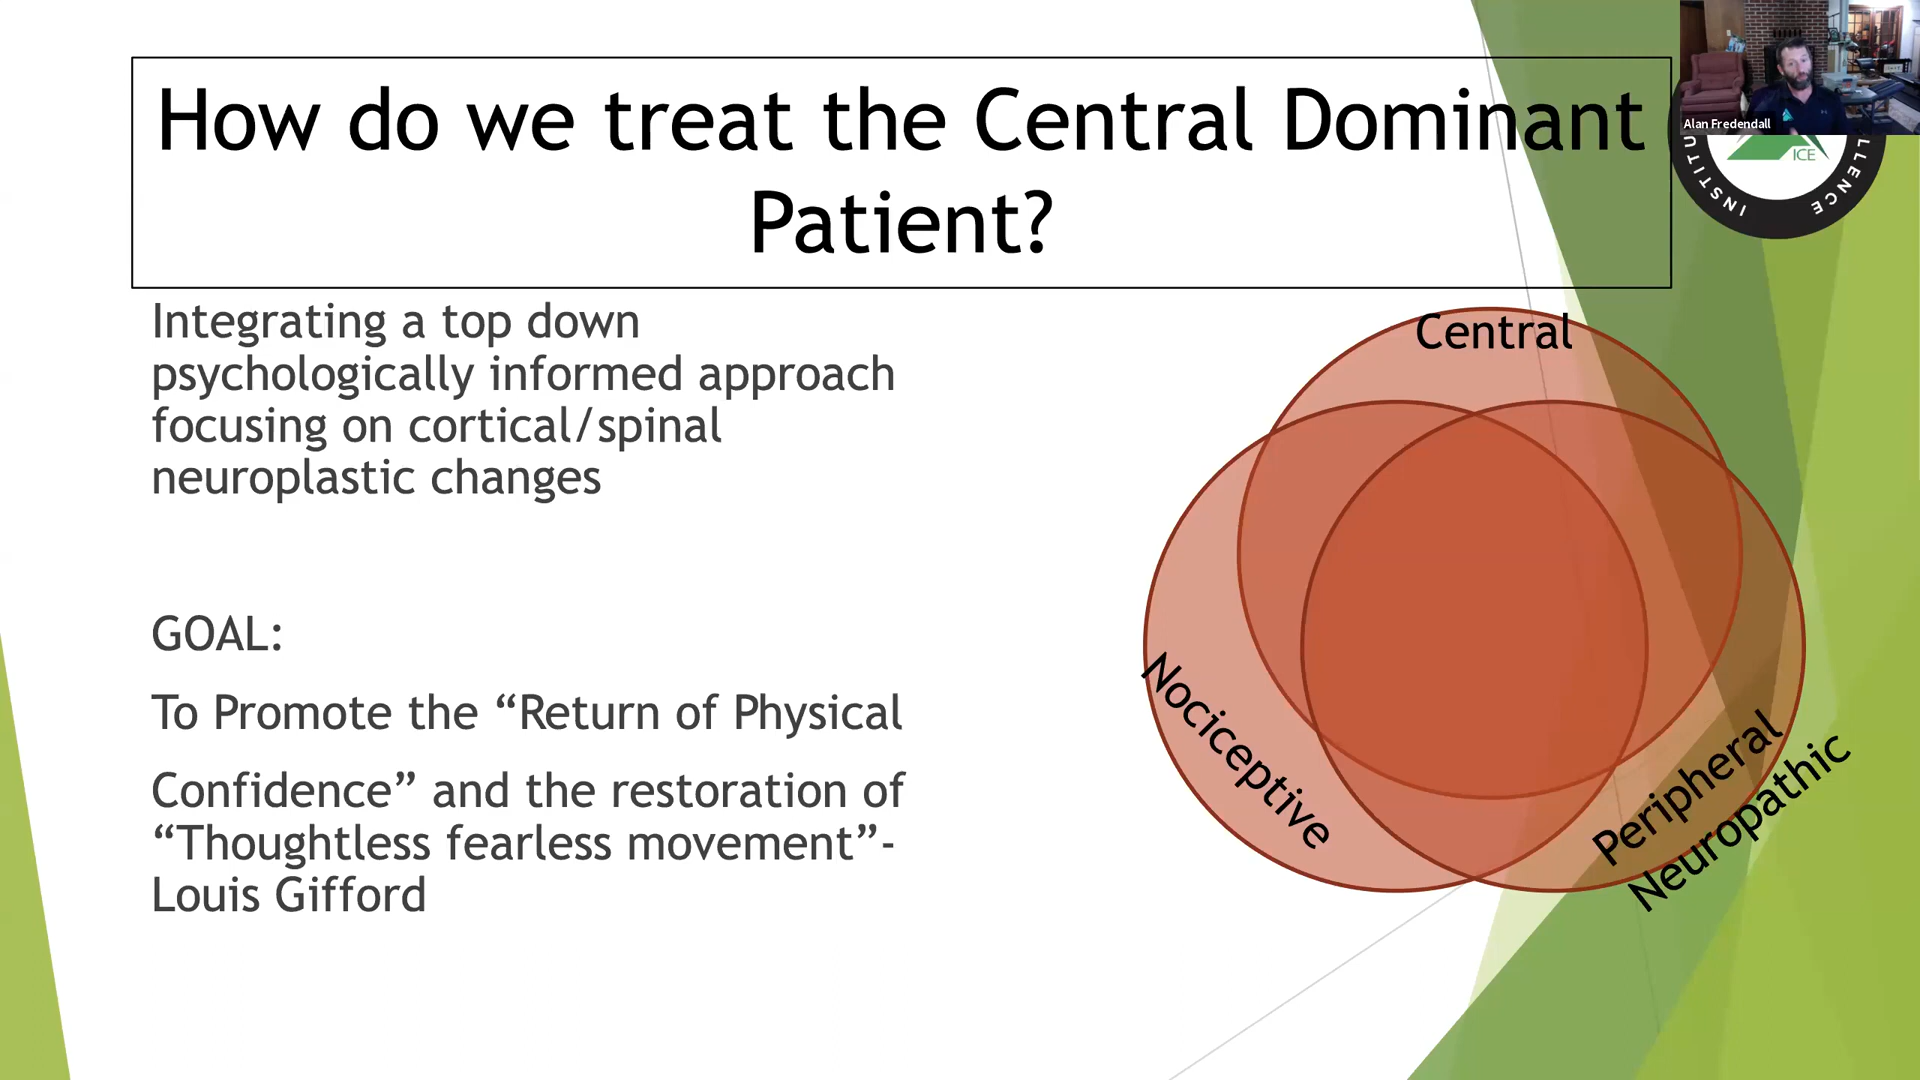 How do we treat the Central Dominant
Patient?
Alan Fredendall
ICE
INSTITU
LLENCE
Integrating a top down
psychologically informed approach
focusing on cortical/spinal
neuroplastic changes
GOAL:
To Promote the “Return of Physical
Confidence” and the restoration of
“Thoughtless fearless movement”-
Louis Gifford
Central
Nociceptive
Peripheral
Neuropathic